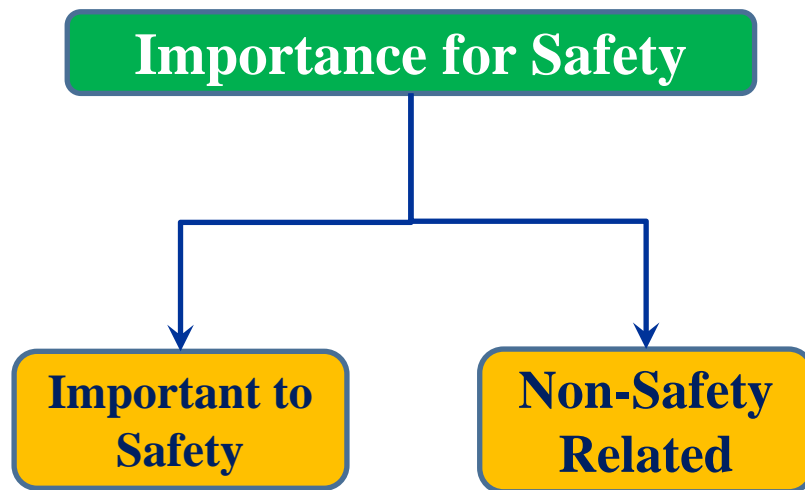 Importance for Safety
Important to
Safety
Non-Safety
Related